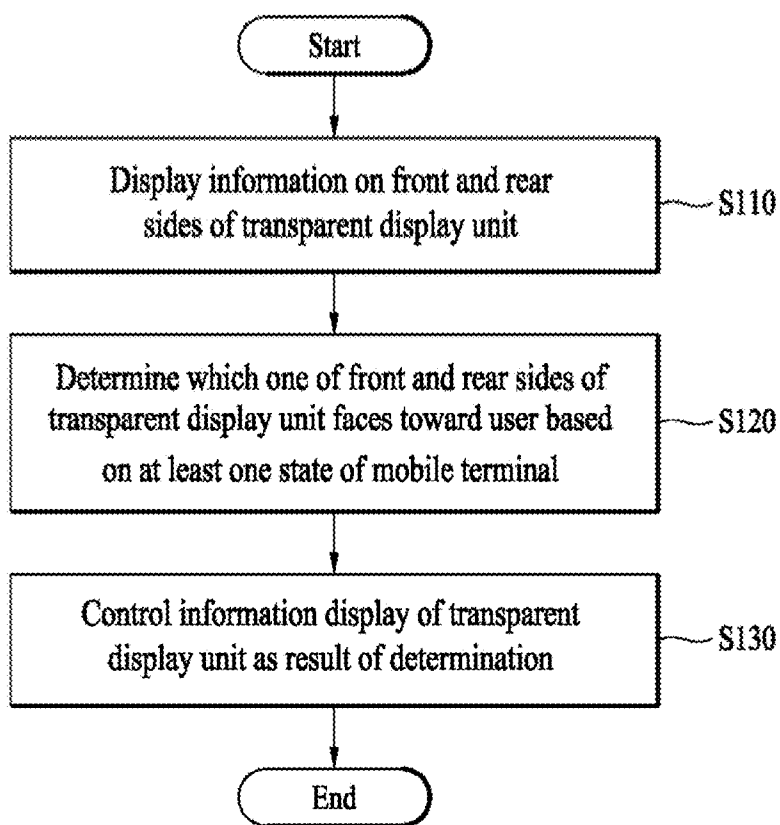 Start
Display information on front and rear
sides of transparent display unit
S110
Determine which one of front and rear sides of
transparent display unit faces toward user based
on at least one state of mobile terminal
S120
Control information display of transparent
display unit as result of determination
S130
End